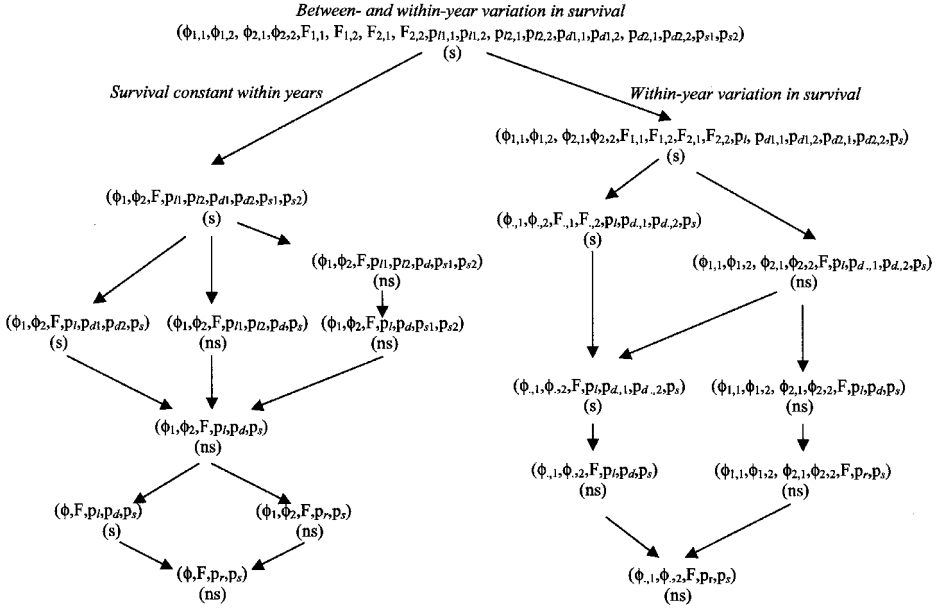 Between- and within-year variation in survival
(ϕ1,1,ϕ1,2, ϕ2,1,ϕ2,2,F1,1, F1,2, F2,1, F2,2,pl1,1,pl1,2, pl2,1,pl2,2,pd1,1,pd1,2, pd2,1,pd2,2,ps1,ps2)
(s)
Survival constant within years
Within-year variation in survival
(ϕ1,1,ϕ1,2, ϕ2,1,ϕ2,2,F1,1,F1,2,F2,1,F2,2,pl, pd1,1,pd1,2,pd2,1,pd2,2,ps)
(s)
(ϕ1,ϕ2,F,pl1,pl2,pd1,pd2,ps1,ps2)
(s)
(ϕ.,1,ϕ.,2,F.,1,F.,2,pl,pd.,1,pd.,2,ps)
(s)
(ϕ1,ϕ2,F,pl1,pl2,pd,ps1,ps2)
(ns)
(ϕ1,1,ϕ1,2, ϕ2,1,ϕ2,2,F,pl,pd.,1,pd.,2,ps)
(ns)
(ϕ1,ϕ2,F,pl,pd1,pd2,ps)
(s)
(ϕ1,ϕ2,F,pl1,pl2,pd,ps)
(ns)
(ϕ1,ϕ2,F,pl,pd,ps1,ps2)
(ns)
(ϕ.,1,ϕ.,2,F,pl,pd.,1,pd.,2,ps)
(s)
(ϕ1,1,ϕ1,2, ϕ2,1,ϕ2,2,F,pl,pd,ps)
(ns)
(ϕ1,ϕ2,F,pl,pd,ps)
(ns)
(ϕ.,1,ϕ.,2,F,pl,pd,ps)
(ns)
(ϕ1,1,ϕ1,2, ϕ2,1,ϕ2,2,F,pr,ps)
(ns)
(ϕ,F,pl,pd,ps)
(s)
(ϕ1,ϕ2,F,pr,ps)
(ns)
(ϕ,F,pr,ps)
(ns)
(ϕ.,1,ϕ.,2,F,pr,ps)
(ns)